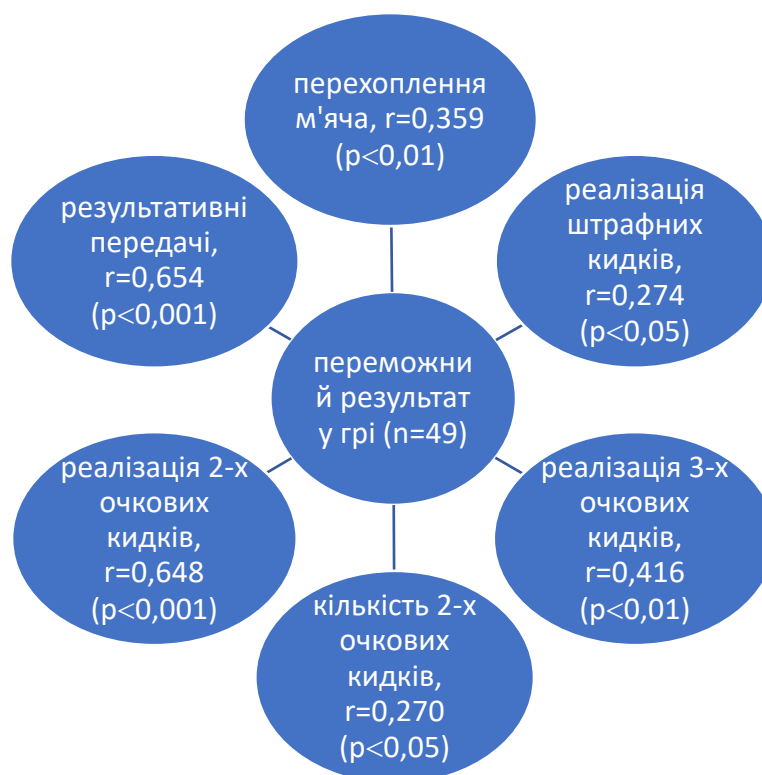 перехоплення
м'яча, r=0,359
(p<0,01)
результативні
передачі,
r=0,654
(p<0,001)
реалізація
штрафних
кидків,
r=0,274
(p<0,05)
переможни
й результат
у грі (n=49)
реалізація 2-х
очкових
кидків,
r=0,648
(p<0,001)
реалізація 3-х
очкових
кидків,
r=0,416
(p<0,01)
кількість 2-х
очкових
кидків,
r=0,270
(p<0,05)